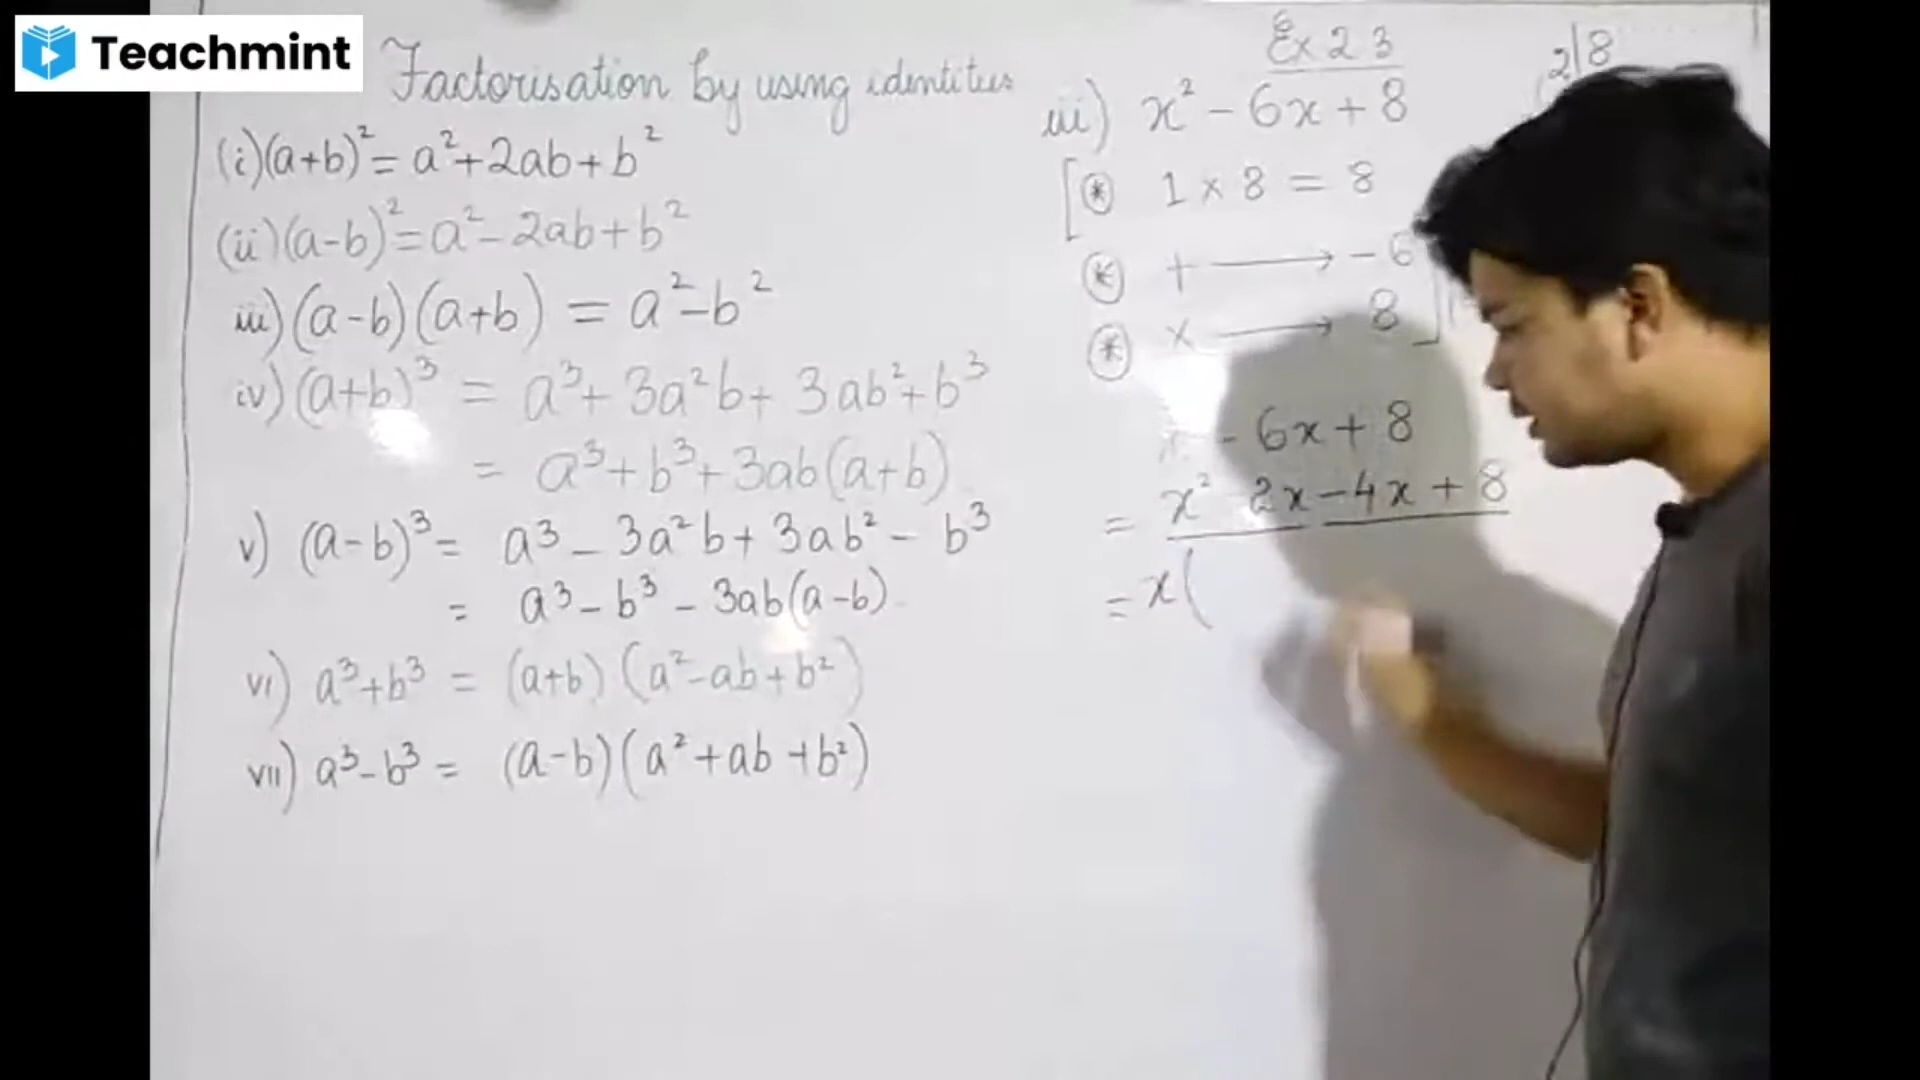 Teachmint
Factorisation by using identities
(i) (a+b)² = a² + 2ab + b²
(ii) (a-b)² = a² - 2ab + b²
iii) (a-b)(a+b) = a² - b²
iv) (a+b)³ = a³ + 3a²b + 3ab² + b³
= a³ + b³ + 3ab(a+b)
v) (a-b)³ = a³ - 3a²b + 3ab² - b³
= a³ - b³ - 3ab(a-b)
vi) a³+b³ = (a+b)(a²-ab+b²)
vii) a³-b³ = (a-b)(a²+ab+b²)
Ex 2 3
iii) x² - 6x + 8
2|8
[* 1 × 8 = 8
* + → -6
* × → 8]
- 6x + 8
= x² 2x - 4x + 8
= x(